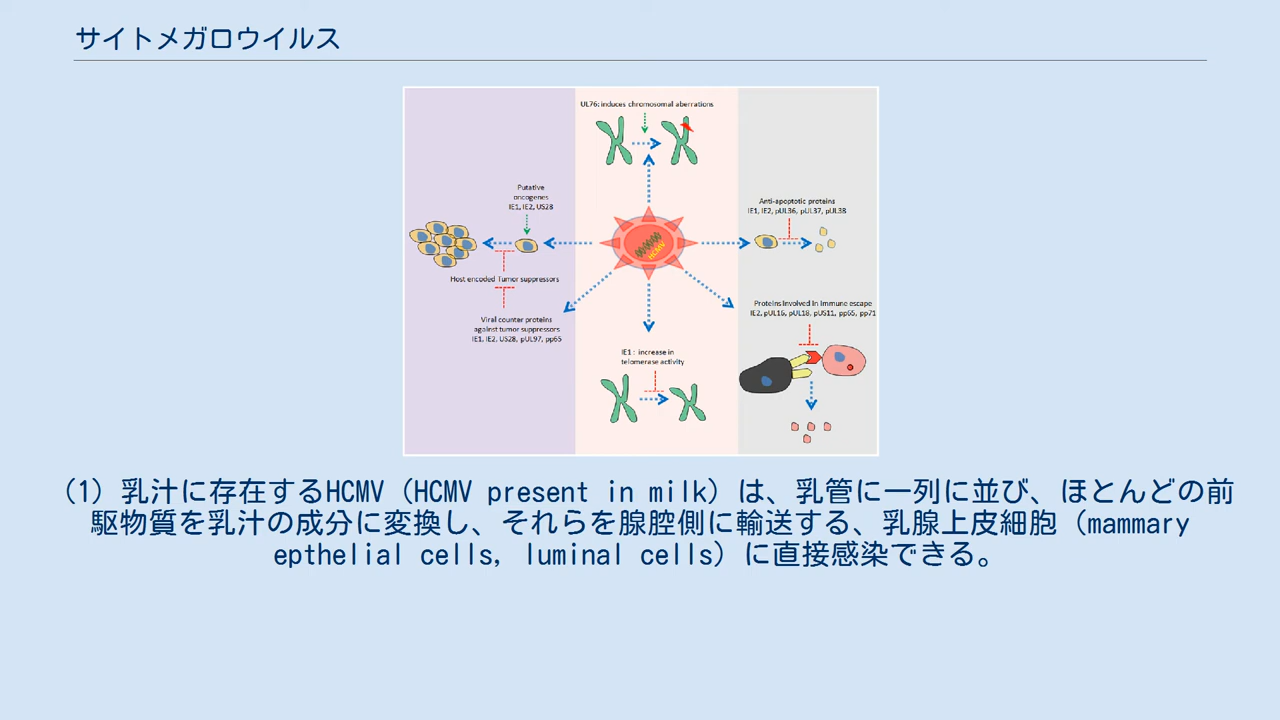 サイトメガロウイルス
UL76: induces chromosomal aberrations
Putative
oncogenes
IE1, IE2, US28
Anti-apoptotic proteins
IE1, IE2, pUL36, pUL37, pUL38
HCMV
Host encoded Tumor suppressors
Viral counter proteins
against tumor suppressors
IE1, IE2, US28, pUL97, pp65
Proteins involved in immune escape
IE2, pUL16, pUL18, pUS11, pp65, pp71
IE1 : increase in
telomerase activity
（1）乳汁に存在するHCMV（HCMV present in milk）は、乳管に一列に並び、ほとんどの前
駆物質を乳汁の成分に変換し、それらを腺腔側に輸送する、乳腺上皮細胞（mammary
epthelial cells, luminal cells）に直接感染できる。